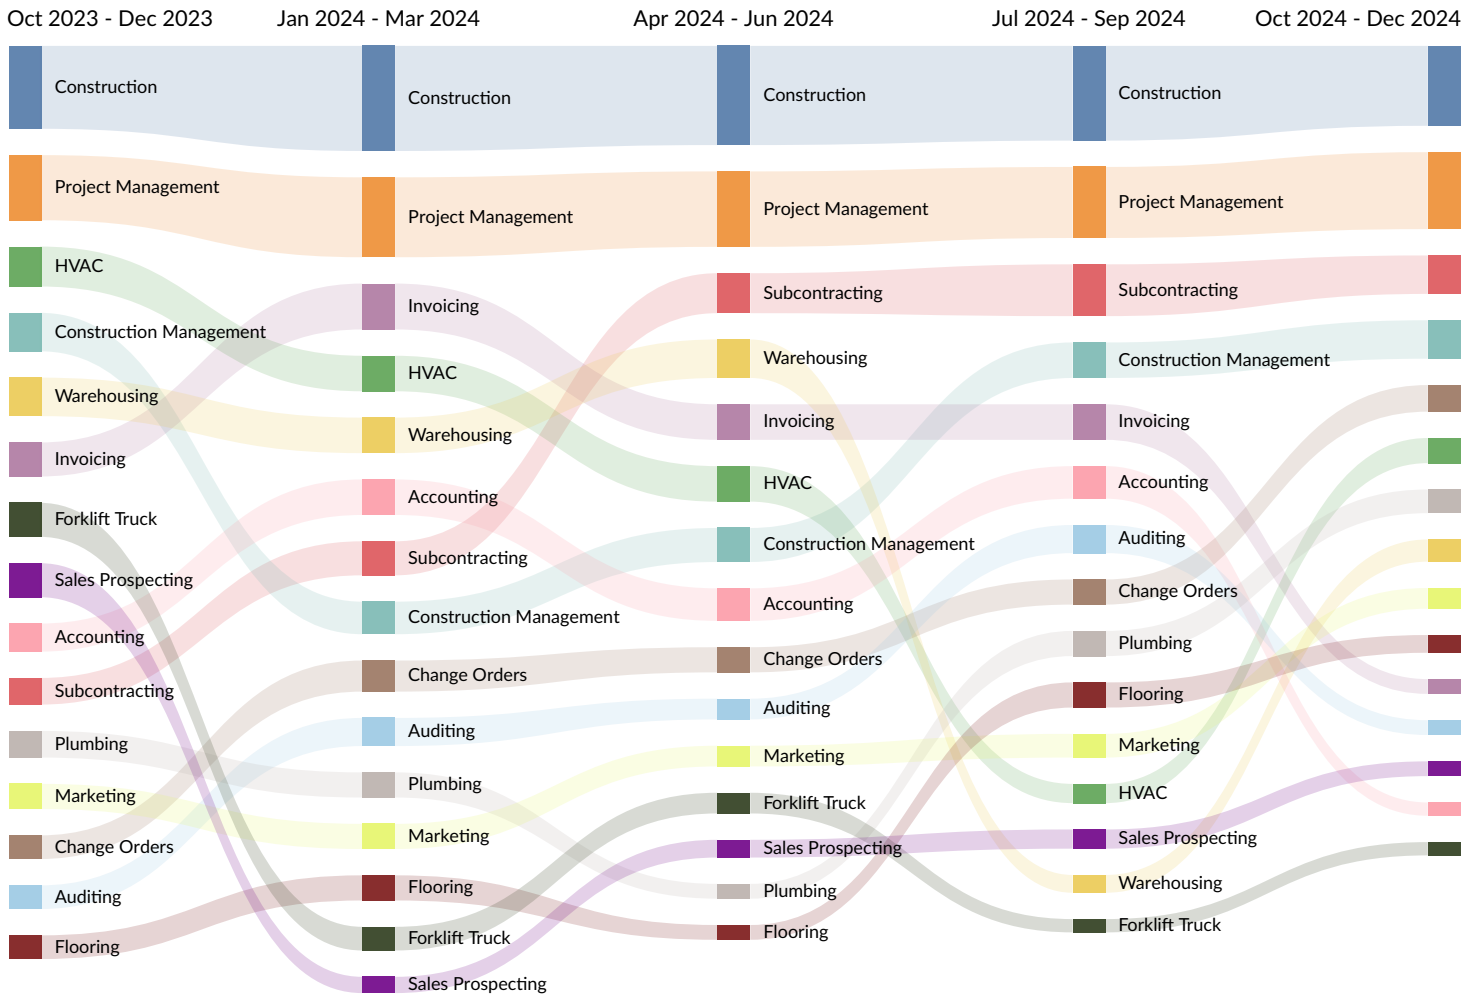 Oct 2023 - Dec 2023
Jan 2024 - Mar 2024
Apr 2024 - Jun 2024
Jul 2024 - Sep 2024
Oct 2024 - Dec 2024
Construction
Project Management
HVAC
Construction Management
Warehousing
Invoicing
Forklift Truck
Sales Prospecting
Accounting
Subcontracting
Plumbing
Marketing
Change Orders
Auditing
Flooring
Construction
Project Management
Invoicing
HVAC
Warehousing
Accounting
Subcontracting
Construction Management
Change Orders
Auditing
Plumbing
Marketing
Flooring
Forklift Truck
Sales Prospecting
Construction
Project Management
Subcontracting
Warehousing
Invoicing
HVAC
Construction Management
Accounting
Change Orders
Auditing
Marketing
Forklift Truck
Sales Prospecting
Plumbing
Flooring
Construction
Project Management
Subcontracting
Construction Management
Invoicing
Accounting
Auditing
Change Orders
Plumbing
Flooring
Marketing
HVAC
Sales Prospecting
Warehousing
Forklift Truck